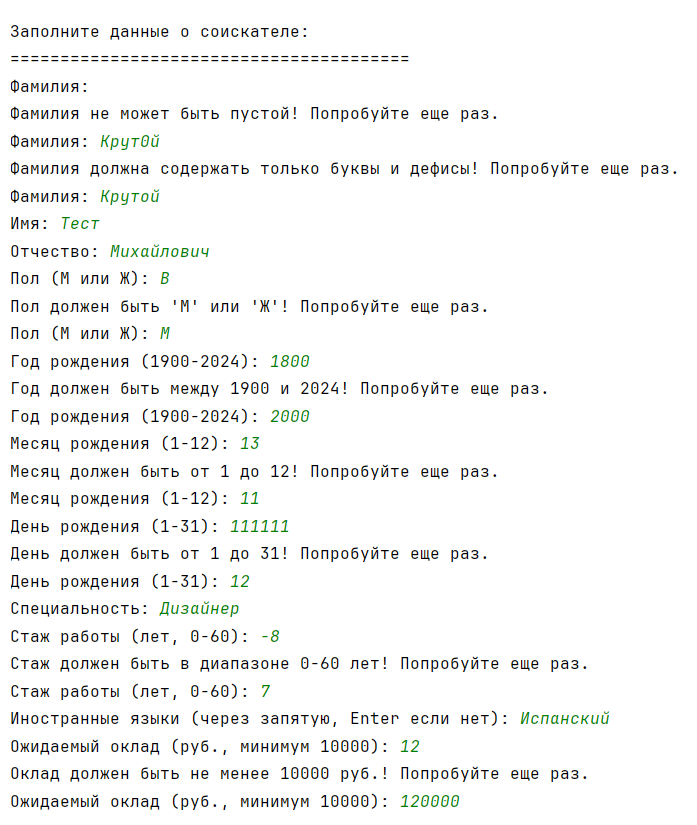 Заполните данные о соискателе:
========================================
Фамилия:
Фамилия не может быть пустой! Попробуйте еще раз.
Фамилия: Крут0й
Фамилия должна содержать только буквы и дефисы! Попробуйте еще раз.
Фамилия: Крутой
Имя: Тест
Отчество: Михайлович
Пол (М или Ж): В
Пол должен быть 'М' или 'Ж'! Попробуйте еще раз.
Пол (М или Ж): М
Год рождения (1900-2024): 1800
Год должен быть между 1900 и 2024! Попробуйте еще раз.
Год рождения (1900-2024): 2000
Месяц рождения (1-12): 13
Месяц должен быть от 1 до 12! Попробуйте еще раз.
Месяц рождения (1-12): 11
День рождения (1-31): 111111
День должен быть от 1 до 31! Попробуйте еще раз.
День рождения (1-31): 12
Специальность: Дизайнер
Стаж работы (лет, 0-60): -8
Стаж должен быть в диапазоне 0-60 лет! Попробуйте еще раз.
Стаж работы (лет, 0-60): 7
Иностранные языки (через запятую, Enter если нет): Испанский
Ожидаемый оклад (руб., минимум 10000): 12
Оклад должен быть не менее 10000 руб.! Попробуйте еще раз.
Ожидаемый оклад (руб., минимум 10000): 120000